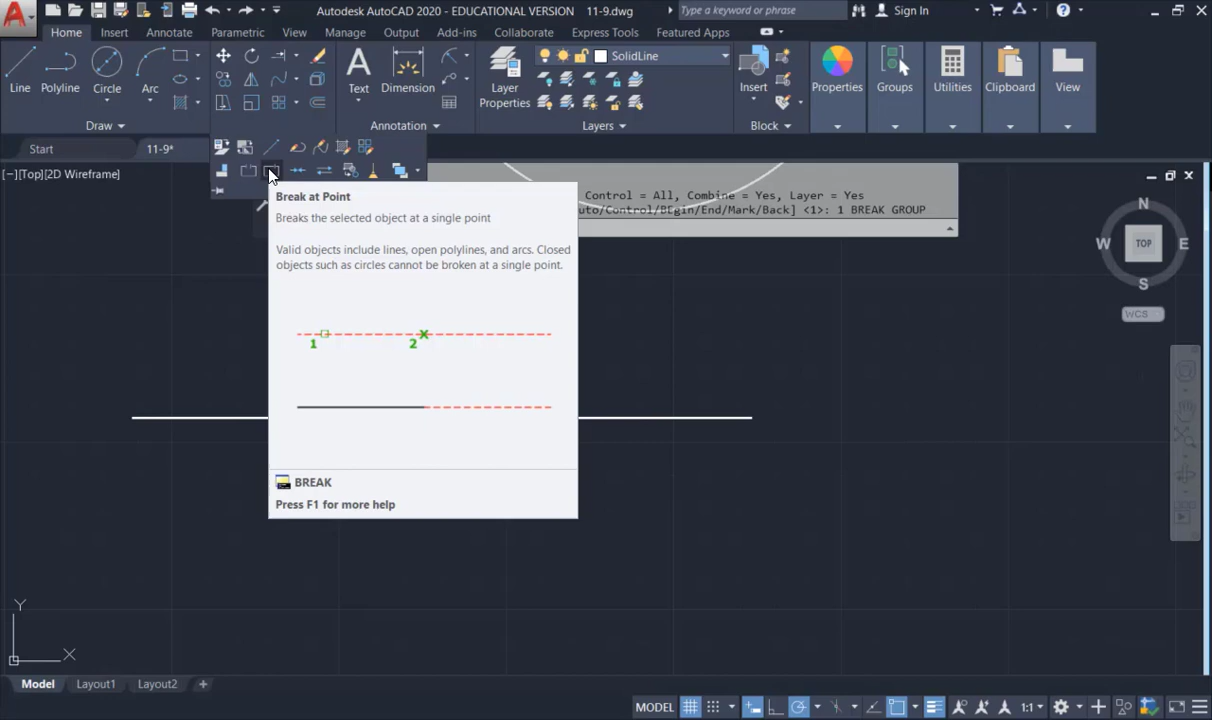 Autodesk AutoCAD 2020 - EDUCATIONAL VERSION 11-9.dwg
Type a keyword or phrase
Sign In
Home Insert Annotate Parametric View Manage Output Add-ins Collaborate Express Tools Featured Apps
SolidLine
Line Polyline Circle Arc
Text Dimension
Layer Properties
Insert
Properties Groups Utilities Clipboard View
Draw Annotation Layers Block
Start 11-9*
[−][Top][2D Wireframe]
Control = All, Combine = Yes, Layer = Yes
uto/Control/BEgin/End/Mark/Back] <1>: 1 BREAK GROUP
Break at Point
Breaks the selected object at a single point
Valid objects include lines, open polylines, and arcs. Closed
objects such as circles cannot be broken at a single point.
1 2
BREAK
Press F1 for more help
N
W TOP E
S
WCS
Y
X
Model Layout1 Layout2
MODEL 1:1